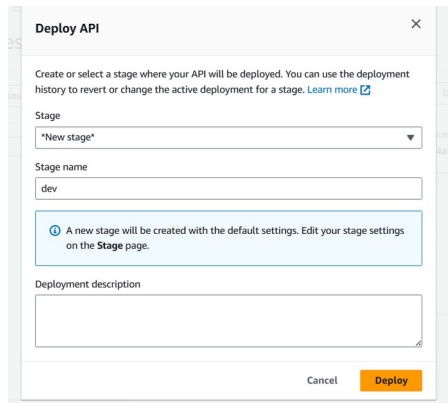 Deploy API
Create or select a stage where your API will be deployed. You can use the deployment
history to revert or change the active deployment for a stage. Learn more
Stage
*New stage*
Stage name
dev
A new stage will be created with the default settings. Edit your stage settings
on the Stage page.
Deployment description
Cancel
Deploy